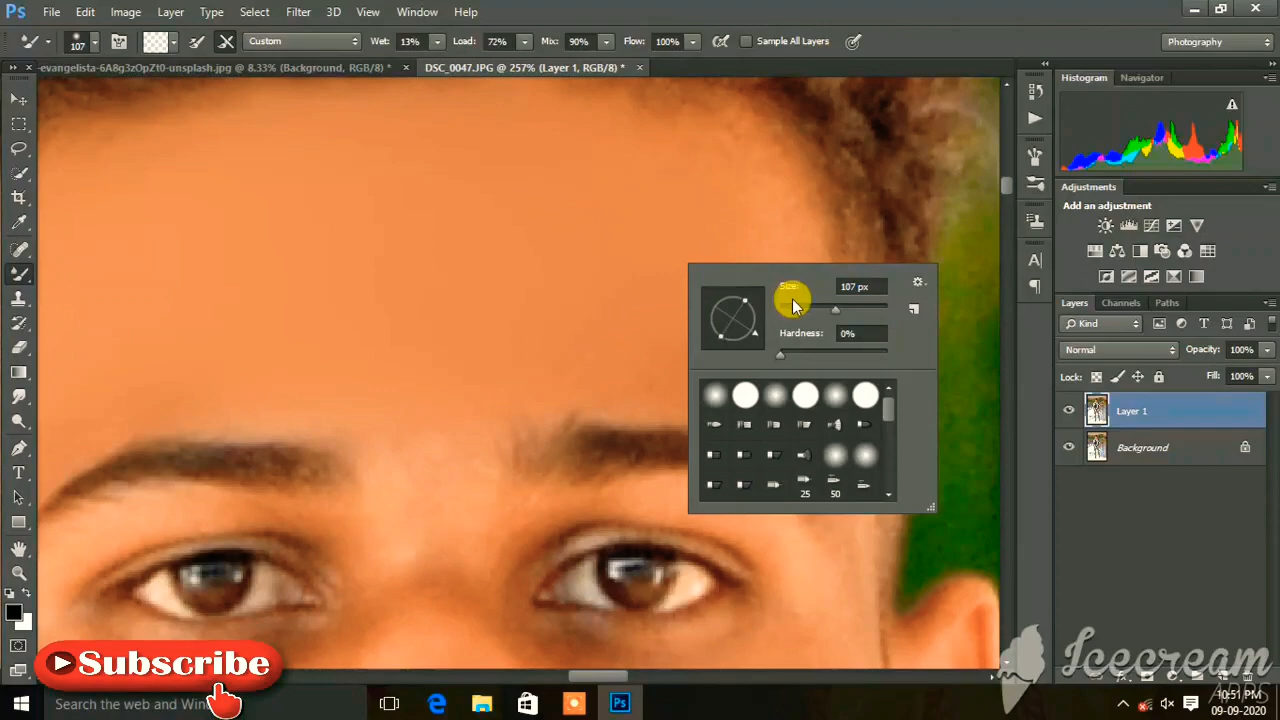 Ps File Edit Image Layer Type Select Filter 3D View Window Help
107 Custom Wet: 13% Load: 72% Mix: 90% Flow: 100% Sample All Layers Photography
-evangelista-6A8g3zOpZt0-unsplash.jpg @ 8.33% (Background, RGB/8) * × DSC_0047.JPG @ 257% (Layer 1, RGB/8) * ×
Histogram Navigator
Adjustments
Add an adjustment
Size: 107 px
Hardness: 0%
25 50
Layers Channels Paths
Kind
Normal Opacity: 100%
Lock: Fill: 100%
Layer 1
Background
Subscribe
Icecream
APPS
Search the web and Wind
Ps
10:51 PM
09-09-2020